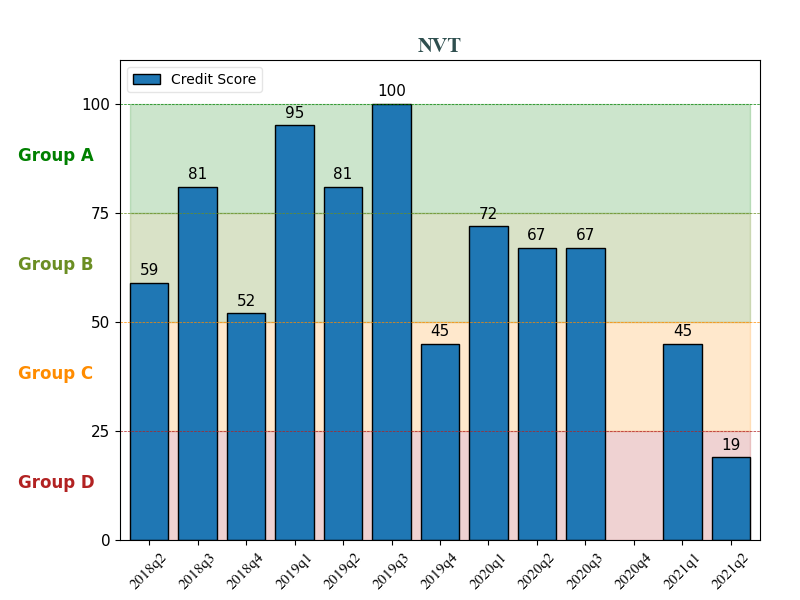 NVT
Credit Score
100
75
50
25
0
Group A
Group B
Group C
Group D
59
81
52
95
81
100
45
72
67
67
45
19
2018q2
2018q3
2018q4
2019q1
2019q2
2019q3
2019q4
2020q1
2020q2
2020q3
2020q4
2021q1
2021q2